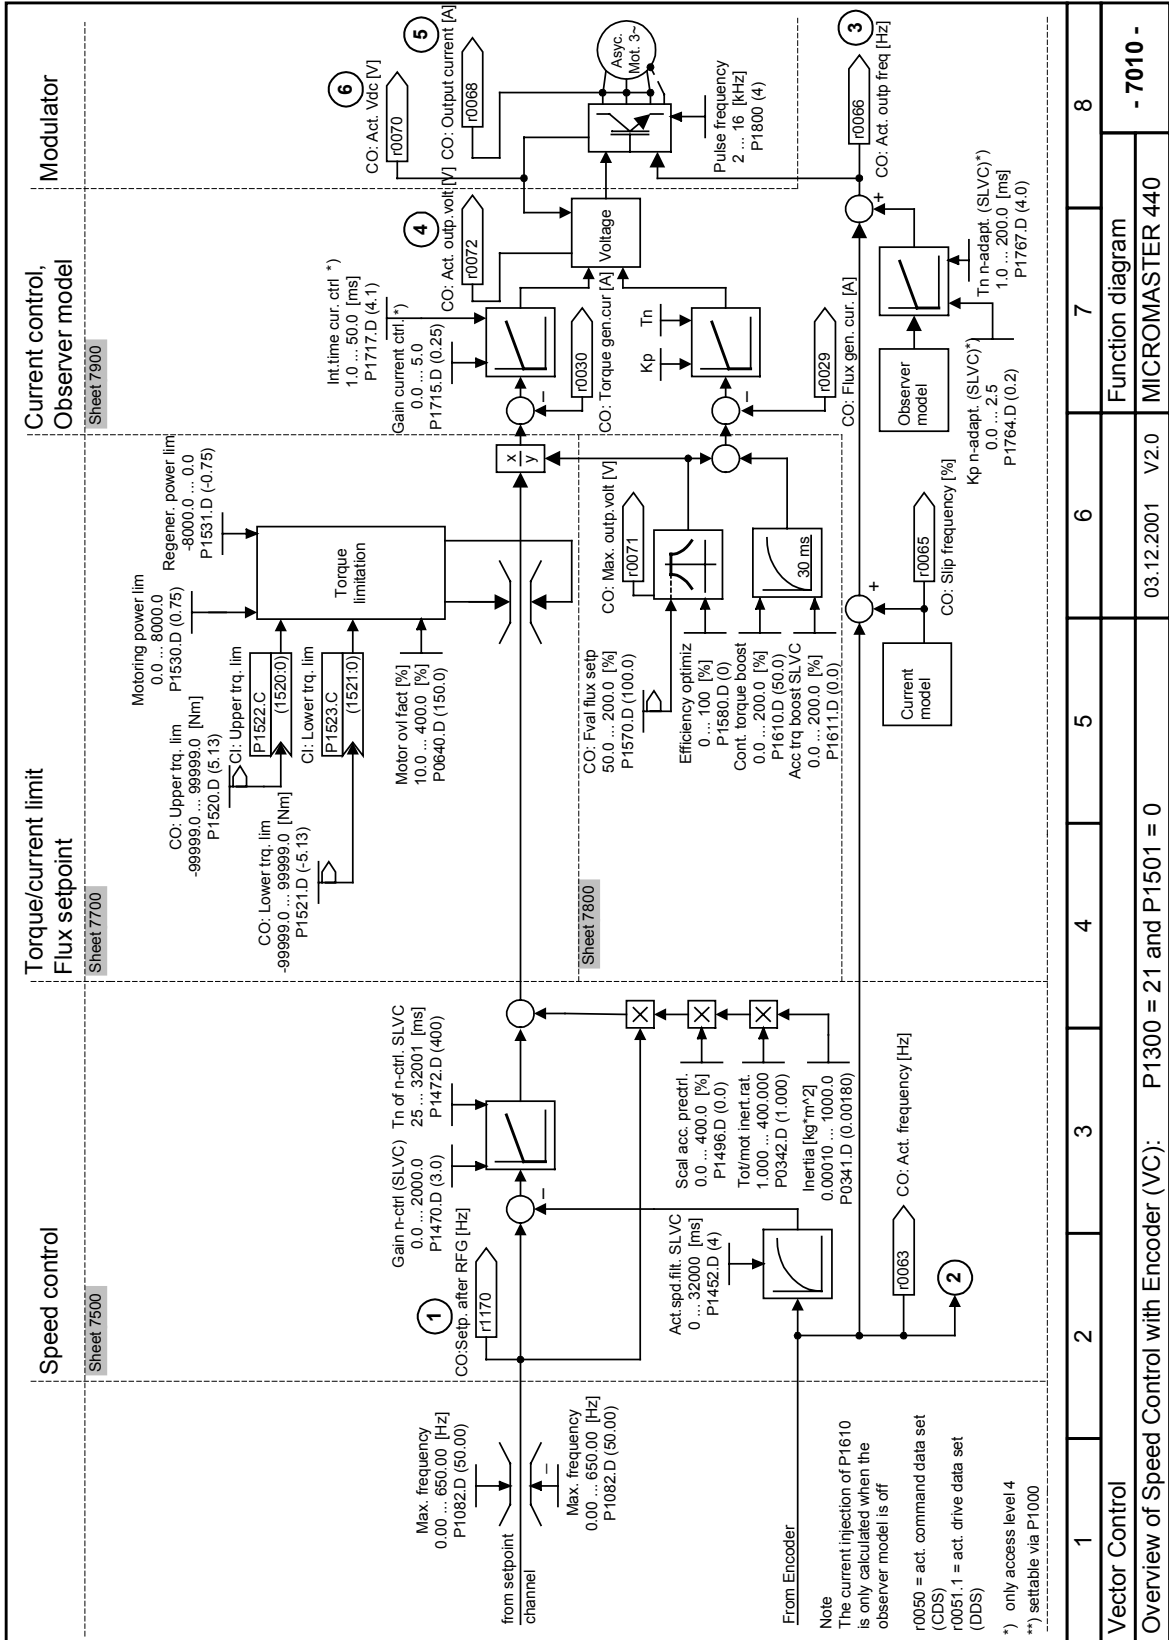 Speed control
Torque/current limit
Flux setpoint
Current control,
Observer model
Modulator
Sheet 7500
Sheet 7700
Sheet 7900
Max. frequency
0.00 ... 650.00 [Hz]
P1082.D (50.00)
from setpoint
channel
Max. frequency
0.00 ... 650.00 [Hz]
P1082.D (50.00)
–
1
r1170
CO:Setp. after RFG [Hz]
Gain n-ctrl (SLVC)
0.0 ... 2000.0
P1470.D (3.0)
Tn of n-ctrl. SLVC
25 ... 32001 [ms]
P1472.D (400)
–
Act.spd.filt. SLVC
0 ... 32000 [ms]
P1452.D (4)
Scal acc. prectrl.
0.0 ... 400.0 [%]
P1496.D (0.0)
Tot/mot inert.rat.
1.000 ... 400.000
P0342.D (1.000)
Inertia [kg*m^2]
0.00010 ... 1000.0
P0341.D (0.00180)
From Encoder
r0063
CO: Act. frequency [Hz]
2
CO: Upper trq. lim
-99999.0 ... 99999.0 [Nm]
P1520.D (5.13)
CI: Upper trq. lim
P1522.C
(1520:0)
CO: Lower trq. lim
-99999.0 ... 99999.0 [Nm]
P1521.D (-5.13)
CI: Lower trq. lim
P1523.C
(1521:0)
Motoring power lim
0.0 ... 8000.0
P1530.D (0.75)
Regener. power lim
-8000.0 ... 0.0
P1531.D (-0.75)
Torque
limitation
Motor ovl fact [%]
10.0 ... 400.0 [%]
P0640.D (150.0)
Sheet 7800
CO: Fval flux setp
50.0 ... 200.0 [%]
P1570.D (100.0)
Efficiency optimiz
0 ... 100 [%]
P1580.D (0)
Cont. torque boost
0.0 ... 200.0 [%]
P1610.D (50.0)
Acc trq boost SLVC
0.0 ... 200.0 [%]
P1611.D (0.0)
CO: Max. outp.volt [V]
r0071
30 ms
x
y
Current
model
r0065
CO: Slip frequency [%]
+
Int.time cur. ctrl *)
1.0 ... 50.0 [ms]
P1717.D (4.1)
Gain current ctrl. *)
0.0 ... 5.0
P1715.D (0.25)
–
r0030
CO: Torque gen.cur [A]
Kp
Tn
–
r0029
CO: Flux gen. cur. [A]
Observer
model
Kp n-adapt. (SLVC)*)
0.0 ... 2.5
P1764.D (0.2)
Tn n-adapt. (SLVC)*)
1.0 ... 200.0 [ms]
P1767.D (4.0)
+
4
CO: Act. outp.volt [V]
r0072
Voltage
6
CO: Act. Vdc [V]
r0070
5
CO: Output current [A]
r0068
Asyc.
Mot. 3~
Pulse frequency
2 ... 16 [kHz]
P1800 (4)
3
r0066
CO: Act. outp freq [Hz]
Note
The current injection of P1610
is only calculated when the
observer model is off
r0050 = act. command data set
(CDS)
r0051.1 = act. drive data set
(DDS)
*) only access level 4
**) settable via P1000
1 2 3 4 5 6 7 8
Vector Control
Function diagram
- 7010 -
Overview of Speed Control with Encoder (VC): P1300 = 21 and P1501 = 0
03.12.2001 V2.0
MICROMASTER 440